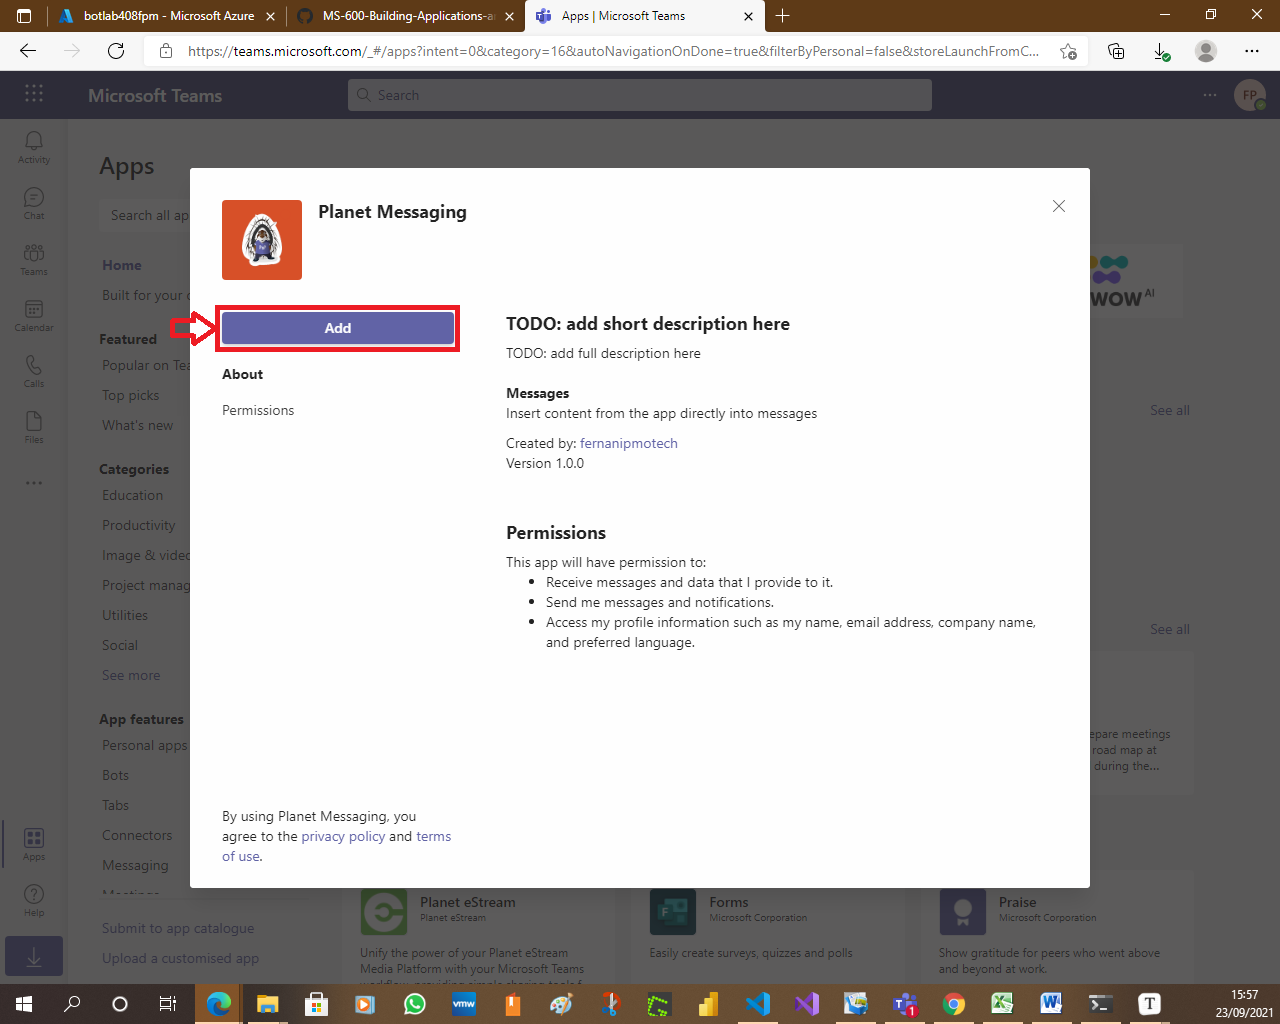 botlab408fpm - Microsoft Azure
MS-600-Building-Applications-a
Apps | Microsoft Teams
https://teams.microsoft.com/_#/apps?intent=0&category=16&autoNavigationOnDone=true&filterByPersonal=false&storeLaunchFromC...
Microsoft Teams
Search
FP
Activity
Chat
Teams
Calendar
Calls
Files
Apps
Help
Apps
Search all ap
Home
Built for your
Featured
Popular on Tea
Top picks
What's new
Categories
Education
Productivity
Image & video
Project manag
Utilities
Social
See more
App features
Personal apps
Bots
Tabs
Connectors
Messaging
Meetings
Submit to app catalogue
Upload a customised app
Planet Messaging
Add
About
Permissions
TODO: add short description here
TODO: add full description here
Messages
Insert content from the app directly into messages
Created by: fernanipmotech
Version 1.0.0
Permissions
This app will have permission to:
• Receive messages and data that I provide to it.
• Send me messages and notifications.
• Access my profile information such as my name, email address, company name,
and preferred language.
By using Planet Messaging, you
agree to the privacy policy and terms
of use.
WOW AI
See all
See all
epare meetings
road map at
during the...
Planet eStream
Planet eStream
Unify the power of your Planet eStream
Media Platform with your Microsoft Teams
workflow, providing simple sharing tools f
Forms
Microsoft Corporation
Easily create surveys, quizzes and polls
Praise
Microsoft Corporation
Show gratitude for peers who went above
and beyond at work.
vmw
1
T
15:57
23/09/2021